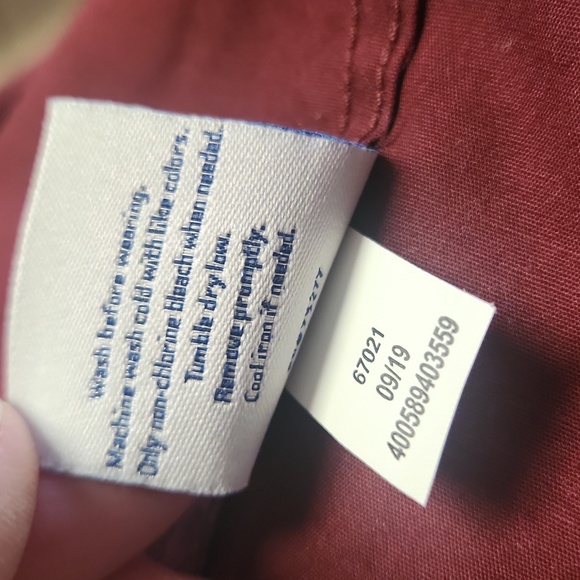 Wash before wearing.
Machine wash cold with like colors.
Only non-chlorine bleach when needed.
Tumble dry low.
Remove promptly.
Cool iron if needed.
67021
09/19
400589403559